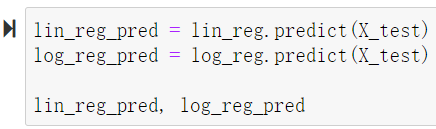 lin_reg_pred = lin_reg.predict(X_test)
log_reg_pred = log_reg.predict(X_test)
lin_reg_pred, log_reg_pred